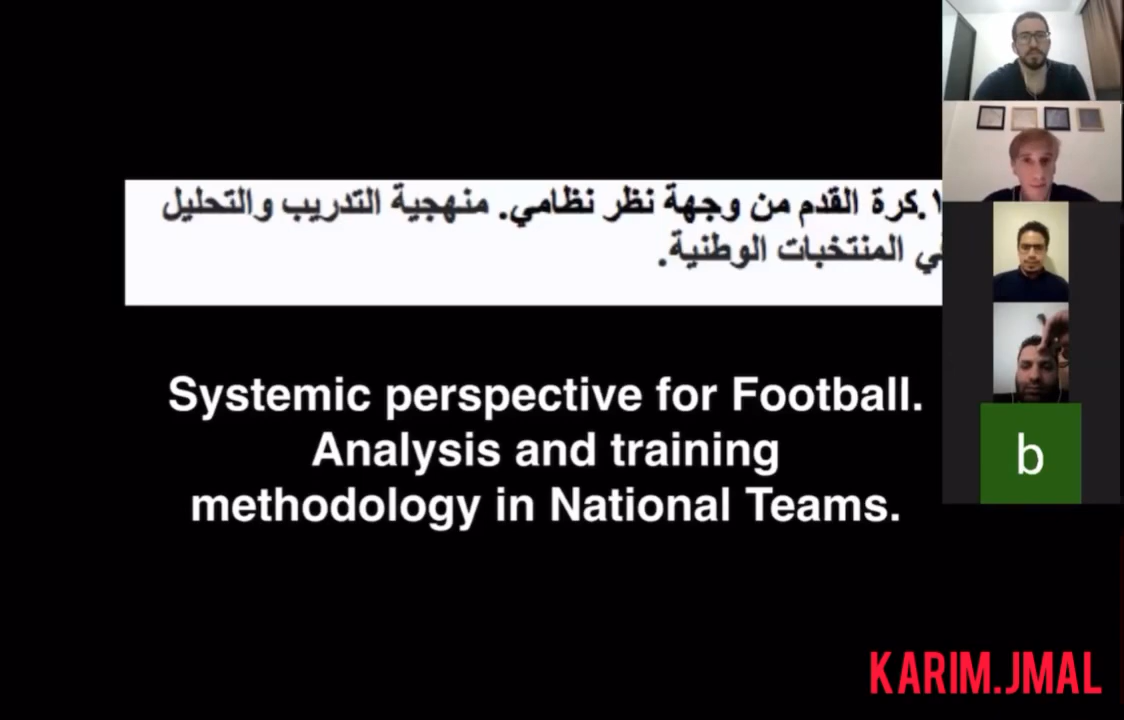 ١.كرة القدم من وجهة نظر نظامي. منهجية التدريب والتحليل
المنتخبات الوطنية.
Systemic perspective for Football.
Analysis and training
methodology in National Teams.
b
KARIM.JMAL